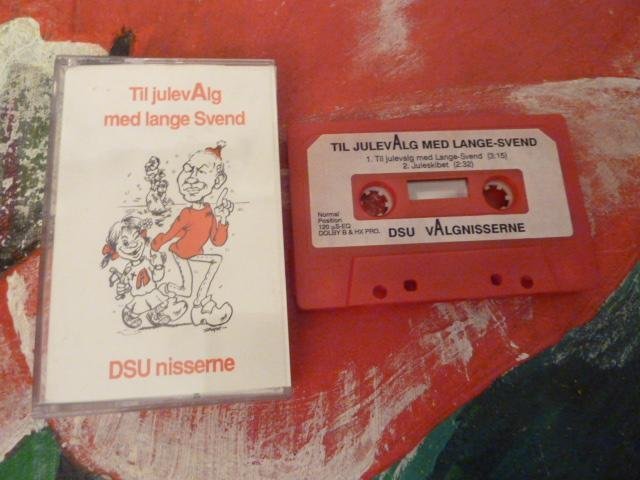 Til julevAlg
med lange Svend
DSU nisserne
TIL JULEVALG MED LANGE-SVEND
1. Til julevalg med Lange-Svend (3:15)
2. Juleskibet (2:32)
Normal
Position
120 µS-EQ
DOLBY B & HX PRO.
DSU VALGNISSERNE